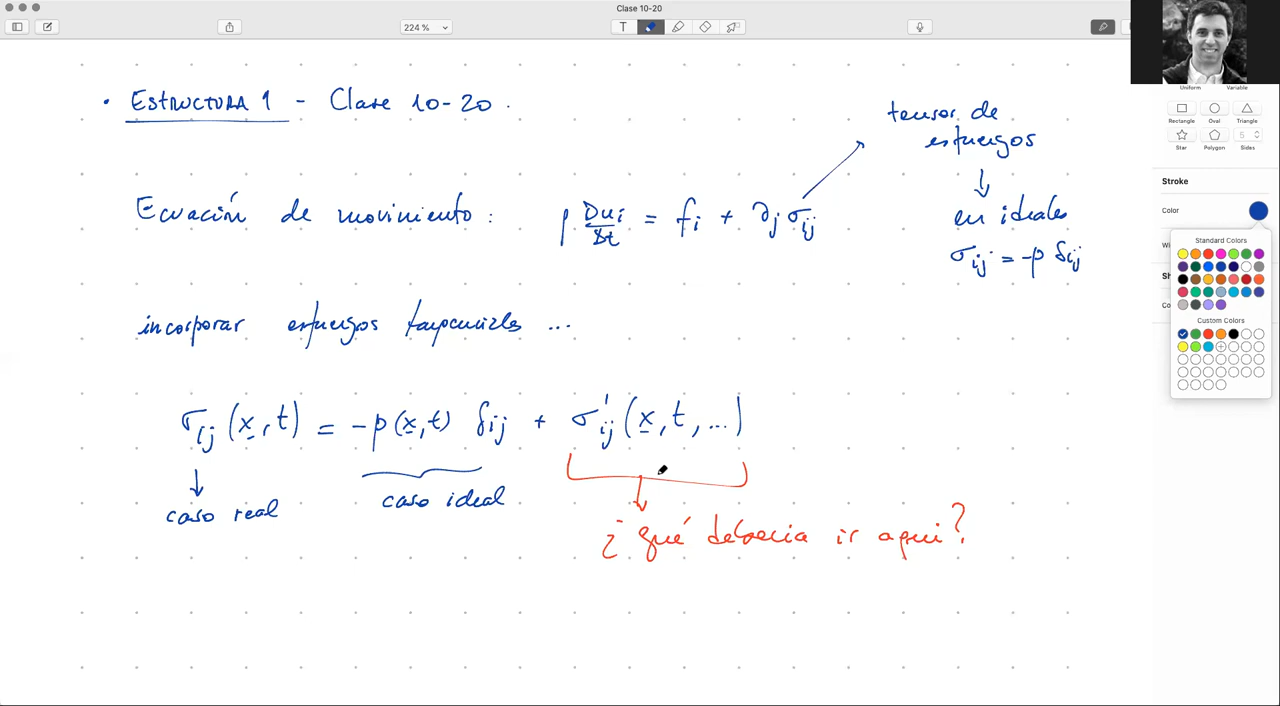 Clase 10-20
224 %
T
• ESTRUCTURA 1 - Clase 10-20.
tensor de
esfuerzos
en ideales
σij = -p δij
Ecuación de movimiento: ρ Dui/Dt = fi + ∂j σij
incorporar esfuerzos tangenciales ...
σij (x, t) = -p(x, t) δij + σ'ij (x, t, ...)
caso real
caso ideal
¿qué debería ir aqui?
Uniform
Variable
Rectangle
Oval
Triangle
Star
Polygon
5
Sides
Stroke
Color
Standard Colors
Custom Colors